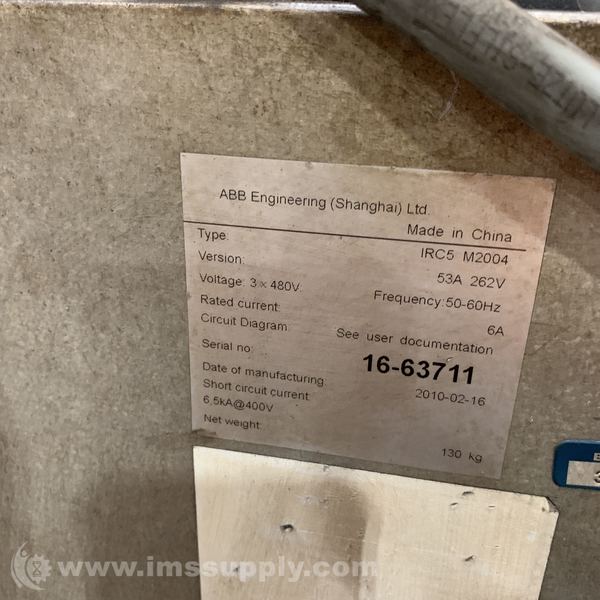 ABB Engineering (Shanghai) Ltd.
Made in China
Type: IRC5 M2004
Version: 53A 262V
Voltage: 3 x 480V: Frequency:50-60Hz
Rated current: 6A
Circuit Diagram: See user documentation
Serial no: 16-63711
Date of manufacturing: 2010-02-16
Short circuit current:
6,5kA@400V
Net weight: 130 kg
www.imssupply.com